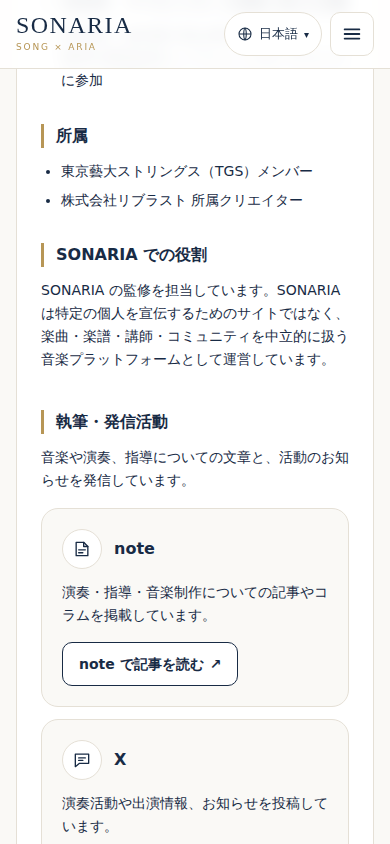 SONARIA
SONG × ARIA
日本語 ▾
に参加
所属
• 東京藝大ストリングス（TGS）メンバー
• 株式会社リブラスト 所属クリエイター
SONARIA での役割
SONARIA の監修を担当しています。SONARIA
は特定の個人を宣伝するためのサイトではなく、
楽曲・楽譜・講師・コミュニティを中立的に扱う
音楽プラットフォームとして運営しています。
執筆・発信活動
音楽や演奏、指導についての文章と、活動のお知
らせを発信しています。
note
演奏・指導・音楽制作についての記事やコ
ラムを掲載しています。
note で記事を読む ↗
X
演奏活動や出演情報、お知らせを投稿して
います。